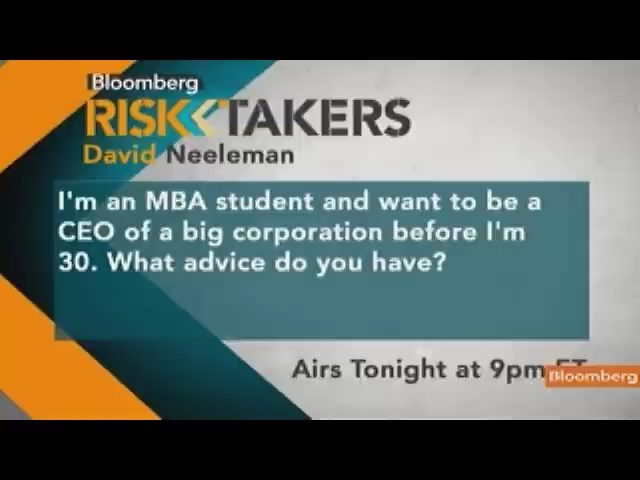 Bloomberg
RISK TAKERS
David Neeleman
I'm an MBA student and want to be a
CEO of a big corporation before I'm
30. What advice do you have?
Airs Tonight at 9pm ET
Bloomberg